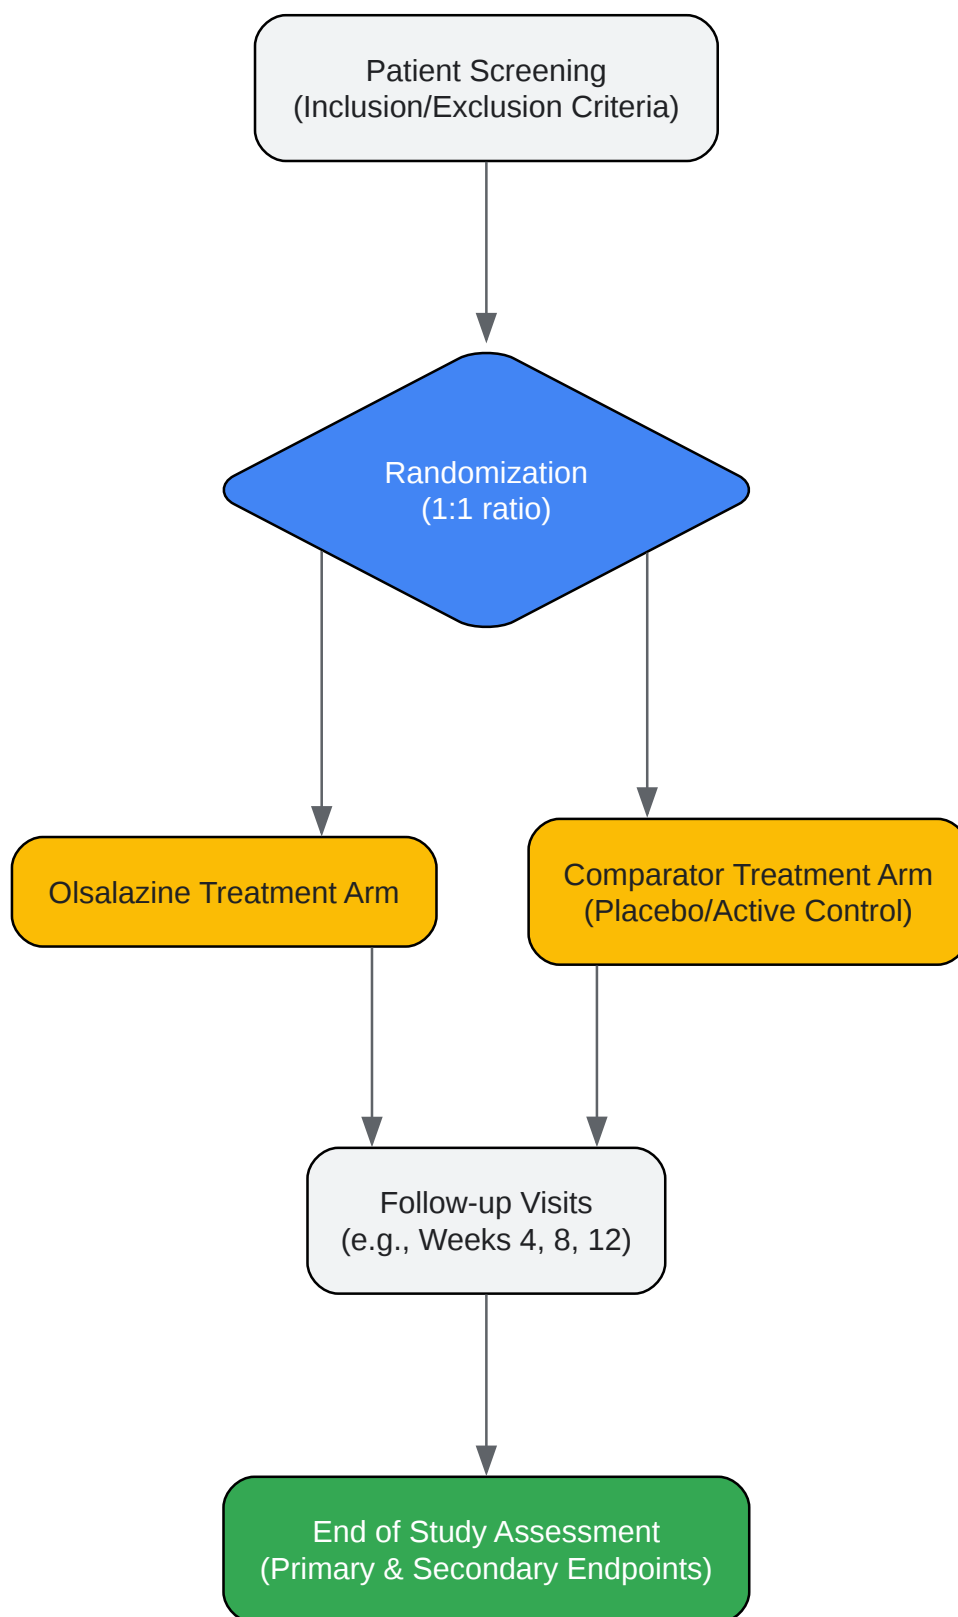 Patient Screening
(Inclusion/Exclusion Criteria)
Randomization
(1:1 ratio)
Olsalazine Treatment Arm
Comparator Treatment Arm
(Placebo/Active Control)
Follow-up Visits
(e.g., Weeks 4, 8, 12)
End of Study Assessment
(Primary & Secondary Endpoints)